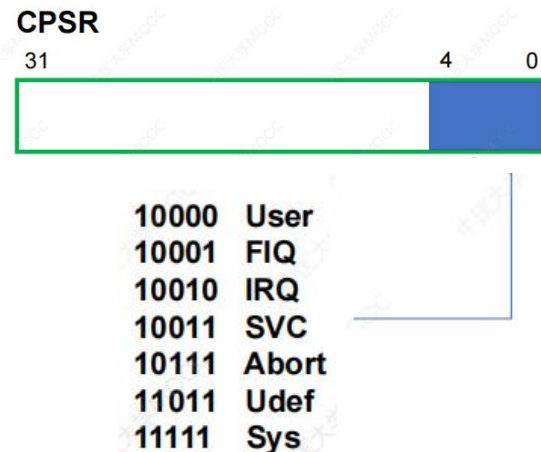 CPSR
31 4 0
10000 User
10001 FIQ
10010 IRQ
10011 SVC
10111 Abort
11011 Udef
11111 Sys